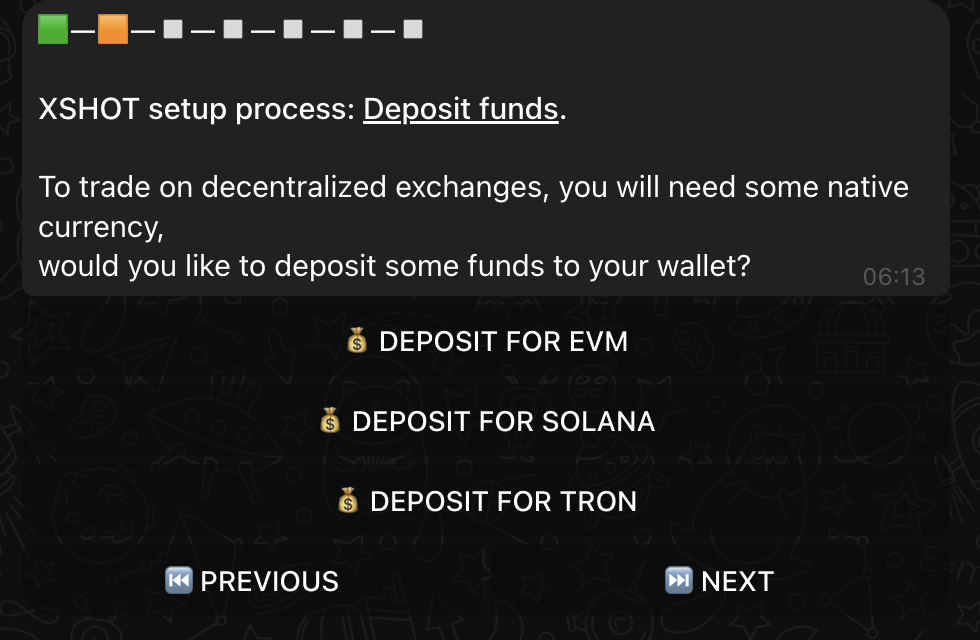 XSHOT setup process: Deposit funds.
To trade on decentralized exchanges, you will need some native
currency,
would you like to deposit some funds to your wallet?
06:13
DEPOSIT FOR EVM
DEPOSIT FOR SOLANA
DEPOSIT FOR TRON
PREVIOUS
NEXT